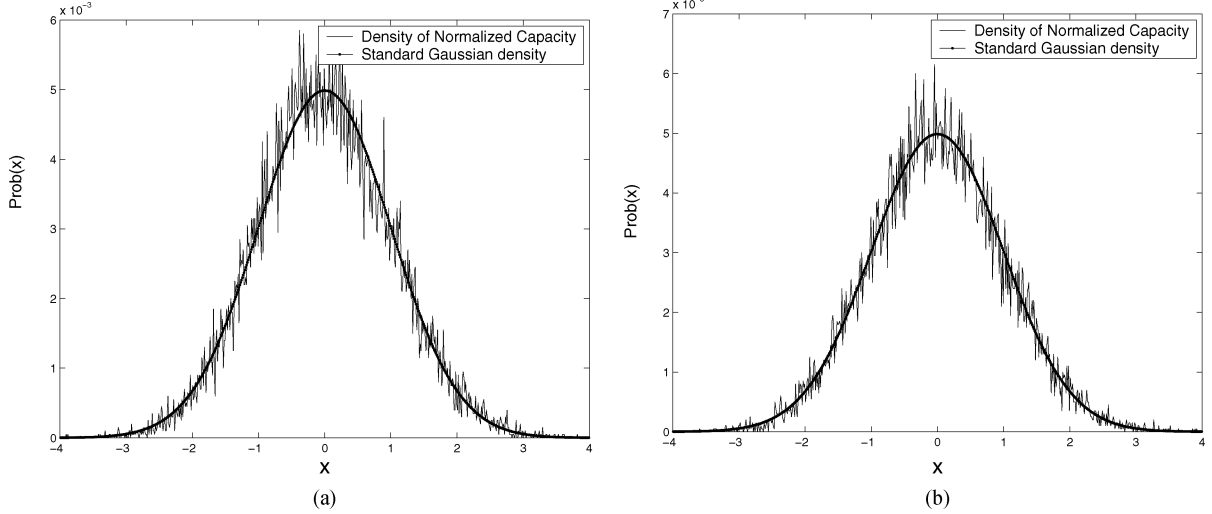 x 10⁻³
6
5
4
3
2
1
0
Prob(x)
Density of Normalized Capacity
Standard Gaussian density
−4 −3 −2 −1 0 1 2 3 4
x
(a)
7
6
5
4
3
2
1
0
Prob(x)
Density of Normalized Capacity
Standard Gaussian density
−4 −3 −2 −1 0 1 2 3 4
x
(b)